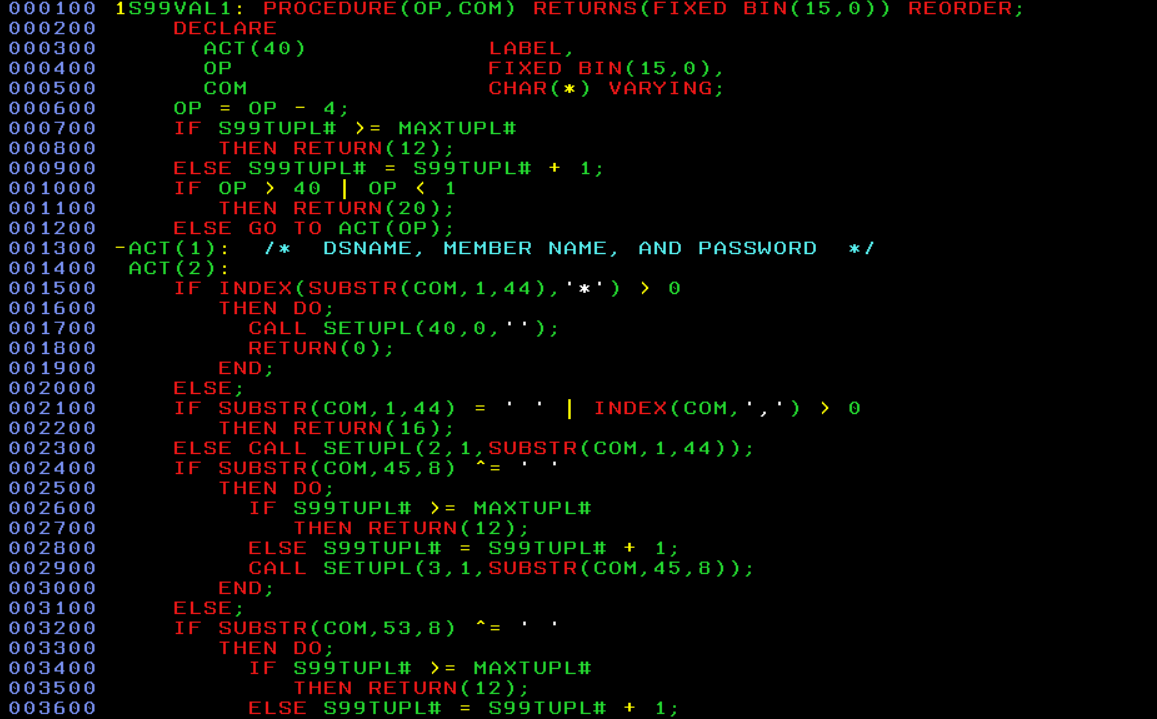 000100 1S99VAL1: PROCEDURE(OP,COM) RETURNS(FIXED BIN(15,0)) REORDER;
000200     DECLARE
000300       ACT(40)            LABEL,
000400       OP                 FIXED BIN(15,0),
000500       COM                CHAR(*) VARYING;
000600     OP = OP - 4;
000700     IF S99TUPL# >= MAXTUPL#
000800        THEN RETURN(12);
000900     ELSE S99TUPL# = S99TUPL# + 1;
001000     IF OP > 40 | OP < 1
001100        THEN RETURN(20);
001200     ELSE GO TO ACT(OP);
001300 -ACT(1):  /*  DSNAME, MEMBER NAME, AND PASSWORD  */
001400  ACT(2):
001500     IF INDEX(SUBSTR(COM,1,44),'*') > 0
001600        THEN DO;
001700          CALL SETUPL(40,0,'');
001800          RETURN(0);
001900        END;
002000     ELSE;
002100     IF SUBSTR(COM,1,44) = ' ' | INDEX(COM,',') > 0
002200        THEN RETURN(16);
002300     ELSE CALL SETUPL(2,1,SUBSTR(COM,1,44));
002400     IF SUBSTR(COM,45,8) ^= ' '
002500        THEN DO;
002600          IF S99TUPL# >= MAXTUPL#
002700             THEN RETURN(12);
002800          ELSE S99TUPL# = S99TUPL# + 1;
002900          CALL SETUPL(3,1,SUBSTR(COM,45,8));
003000        END;
003100     ELSE;
003200     IF SUBSTR(COM,53,8) ^= ' '
003300        THEN DO;
003400          IF S99TUPL# >= MAXTUPL#
003500             THEN RETURN(12);
003600          ELSE S99TUPL# = S99TUPL# + 1;